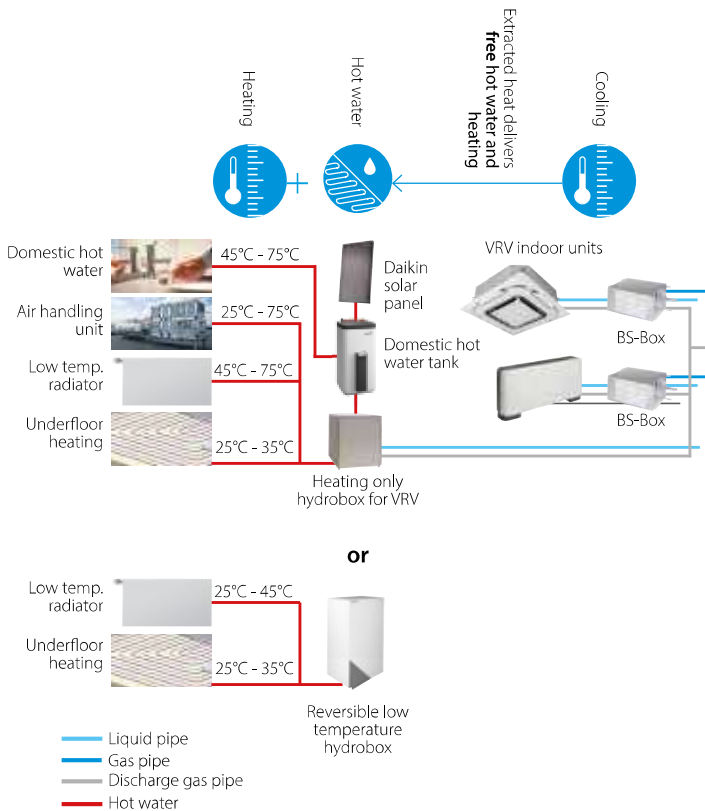 Heating
Hot water
Extracted heat delivers
free hot water and
heating
Cooling
Domestic hot
water
45°C - 75°C
Air handling
unit
25°C - 75°C
Low temp.
radiator
45°C - 75°C
Underfloor
heating
25°C - 35°C
Daikin
solar
panel
Domestic hot
water tank
Heating only
hydrobox for VRV
VRV indoor units
BS-Box
BS-Box
or
Low temp.
radiator
25°C - 45°C
Underfloor
heating
25°C - 35°C
Reversible low
temperature
hydrobox
Liquid pipe
Gas pipe
Discharge gas pipe
Hot water